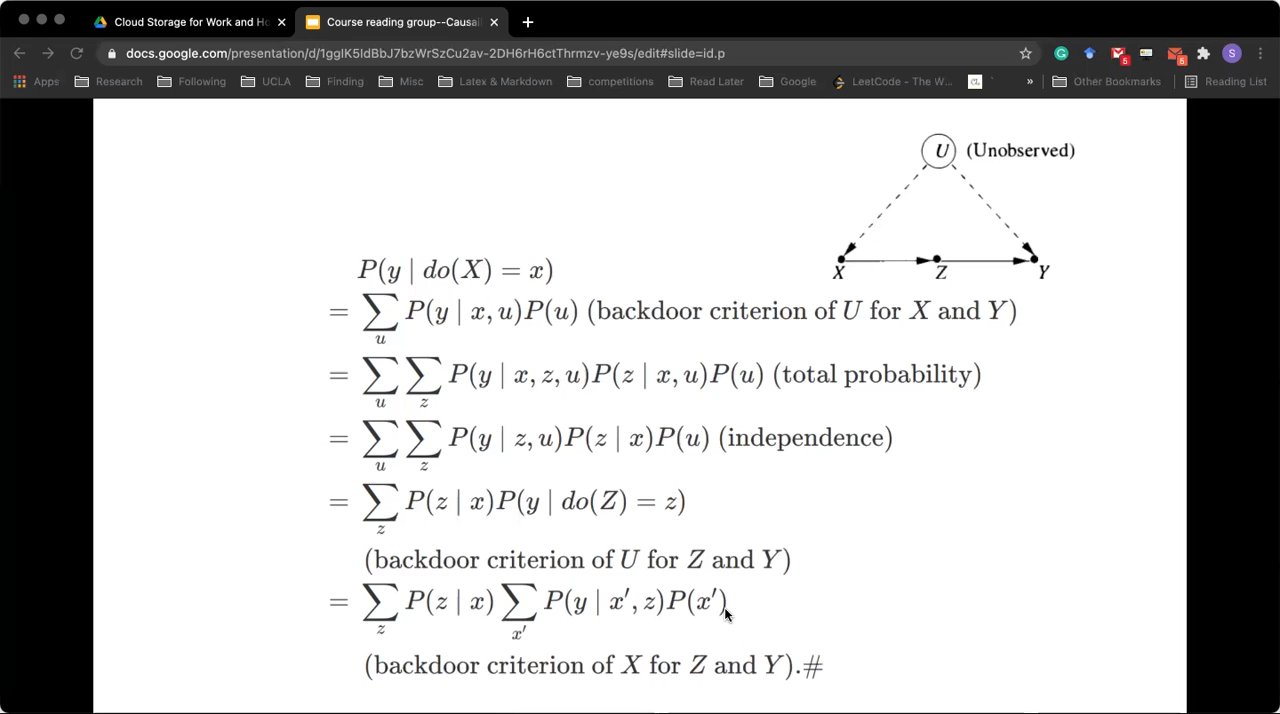 Cloud Storage for Work and Ho
Course reading group--Causal
docs.google.com/presentation/d/1gglK5ldBbJ7bzWrSzCu2av-2DH6rH6ctThrmzv-ye9s/edit#slide=id.p
Apps Research Following UCLA Finding Misc Latex & Markdown competitions Read Later Google LeetCode - The W... CL » Other Bookmarks Reading List
U (Unobserved)
X Z Y
P(y | do(X) = x)
= ∑_u P(y | x, u)P(u) (backdoor criterion of U for X and Y)
= ∑_u ∑_z P(y | x, z, u)P(z | x, u)P(u) (total probability)
= ∑_u ∑_z P(y | z, u)P(z | x)P(u) (independence)
= ∑_z P(z | x)P(y | do(Z) = z)
(backdoor criterion of U for Z and Y)
= ∑_z P(z | x) ∑_x′ P(y | x′, z)P(x′)
(backdoor criterion of X for Z and Y).#